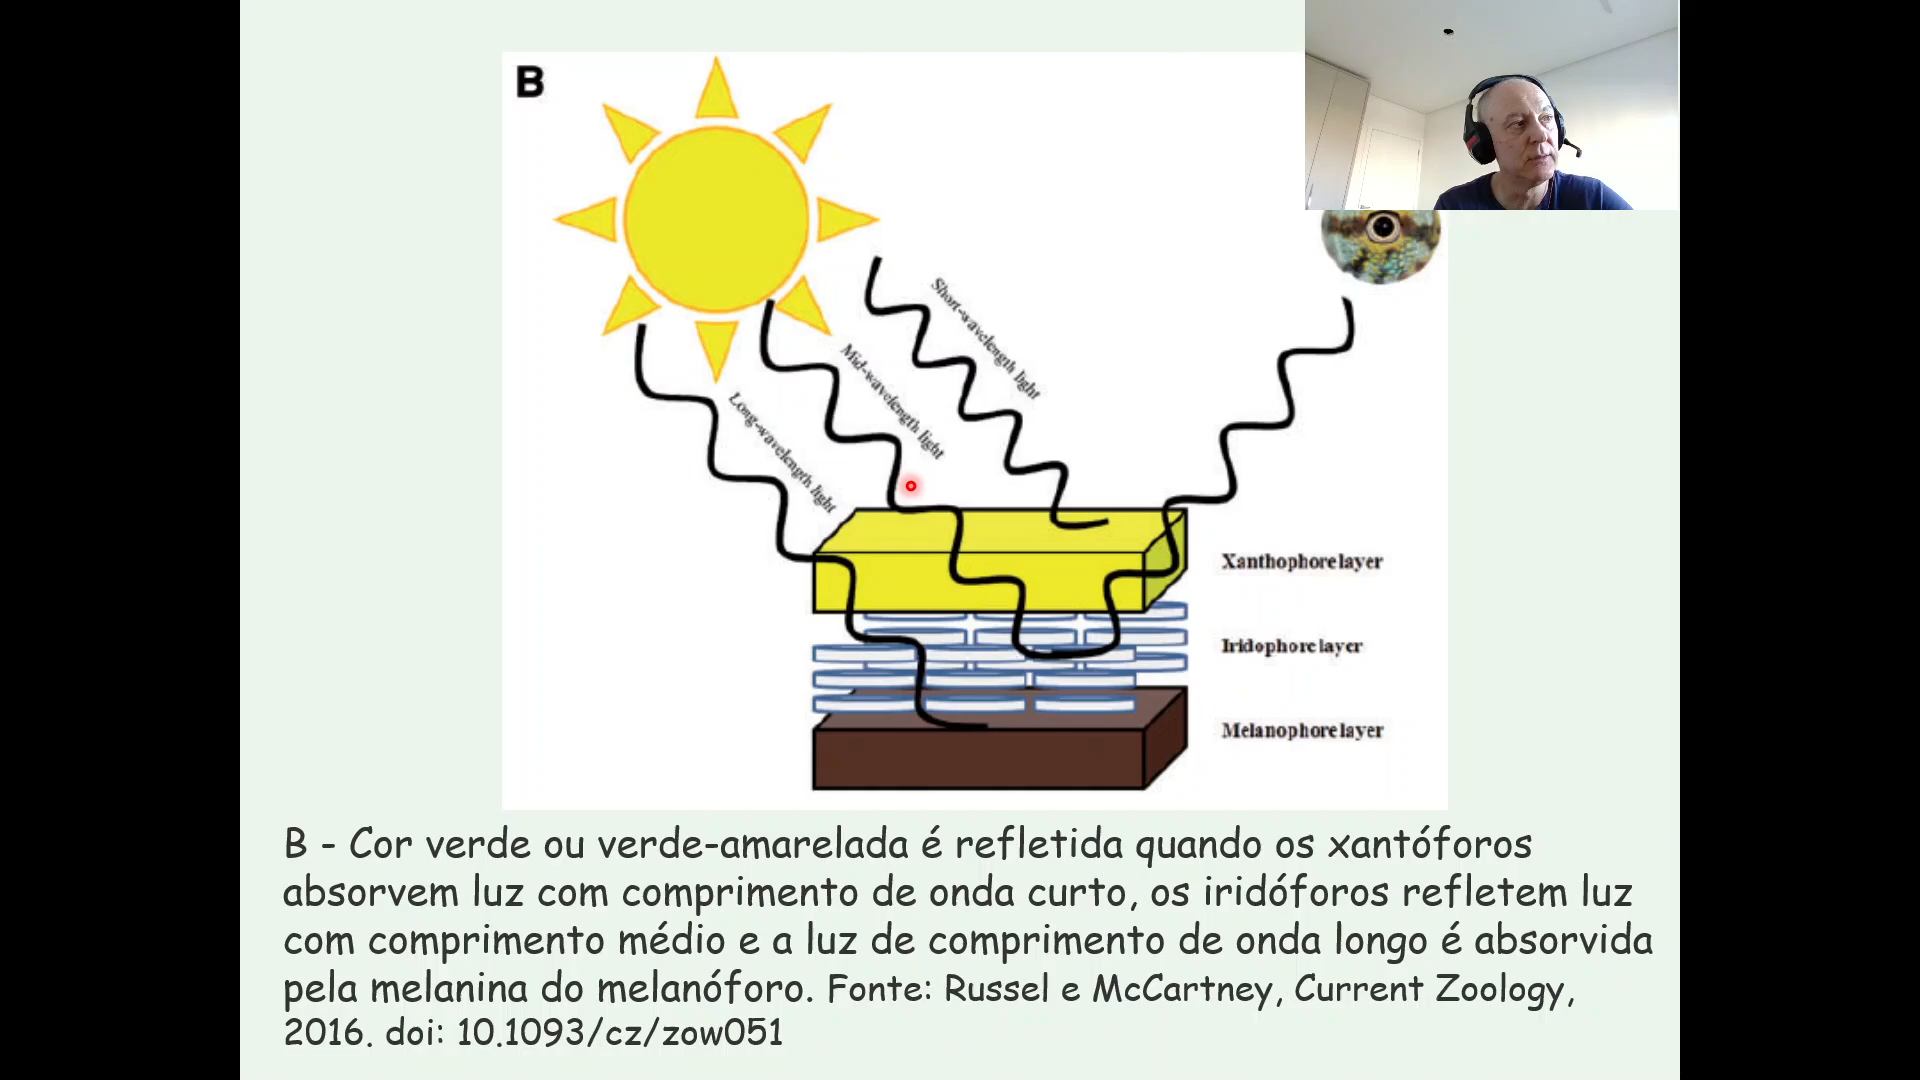 B
Short-wavelength light
Mid-wavelength light
Long-wavelength light
Xanthophore layer
Iridophore layer
Melanophore layer
B - Cor verde ou verde-amarelada é refletida quando os xantóforos
absorvem luz com comprimento de onda curto, os iridóforos refletem luz
com comprimento médio e a luz de comprimento de onda longo é absorvida
pela melanina do melanóforo. Fonte: Russel e McCartney, Current Zoology,
2016. doi: 10.1093/cz/zow051